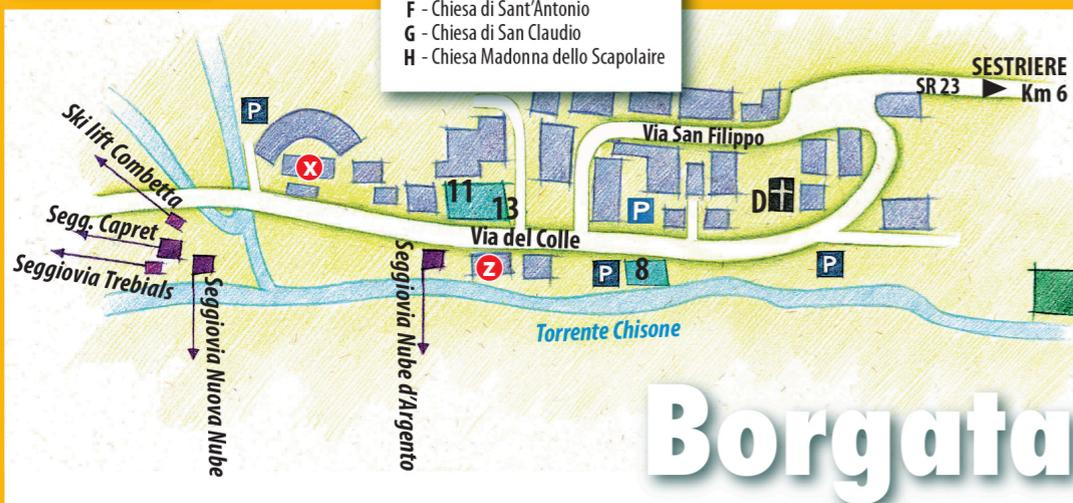 F - Chiesa di Sant'Antonio
G - Chiesa di San Claudio
H - Chiesa Madonna dello Scapolaire
SESTRIERE
SR 23
Km 6
P
Via San Filippo
Ski lift Combetta
X
11
13
P
D
Segg. Capret
Via del Colle
Seggiovia Trebials
Z
P
8
P
Seggiovia Nuova Nube
Seggiovia Nube d'Argento
Torrente Chisone
Borgata